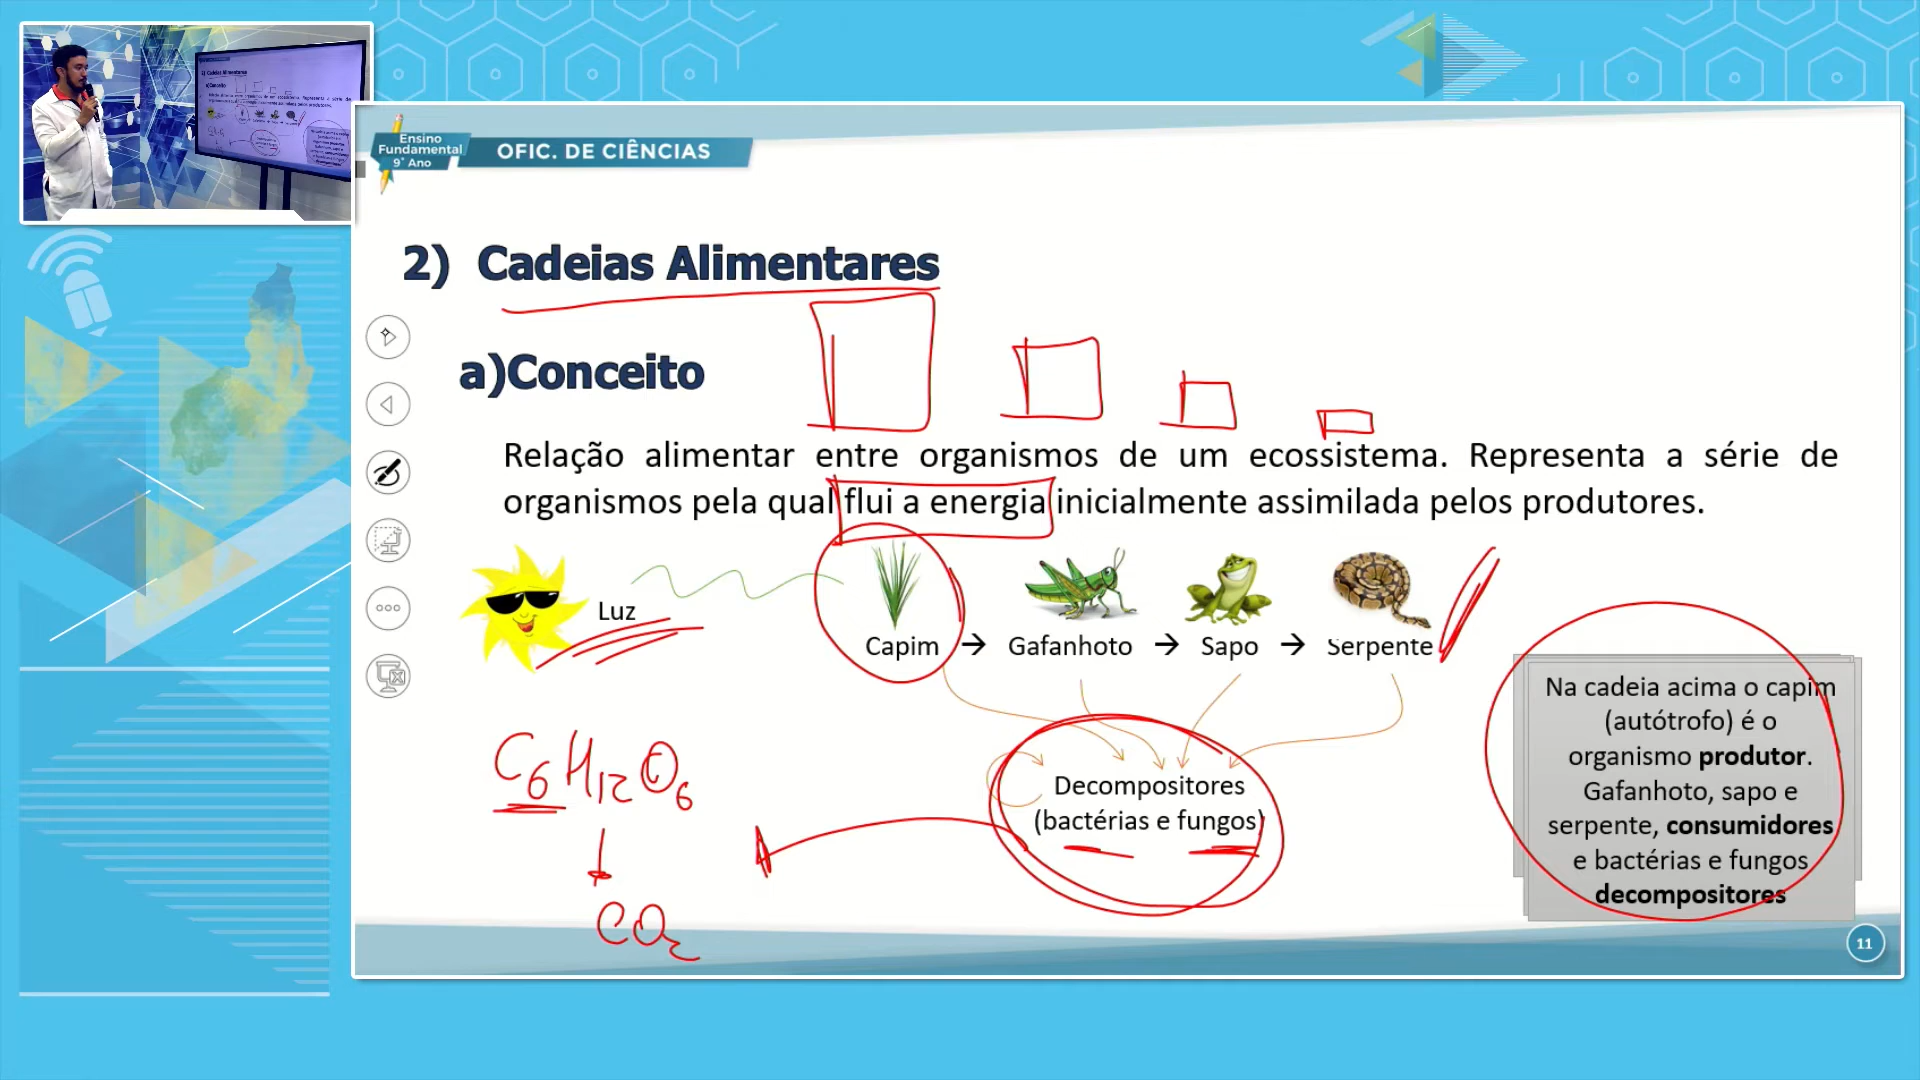 Ensino
Fundamental
9° Ano
OFIC. DE CIÊNCIAS
2) Cadeias Alimentares
a)Conceito
Relação alimentar entre organismos de um ecossistema. Representa a série de
organismos pela qual flui a energia inicialmente assimilada pelos produtores.
Luz
Capim → Gafanhoto → Sapo → Serpente
Decompositores
(bactérias e fungos)
C6H12O6
CO2
Na cadeia acima o capim
(autótrofo) é o
organismo produtor.
Gafanhoto, sapo e
serpente, consumidores
e bactérias e fungos
decompositores
11